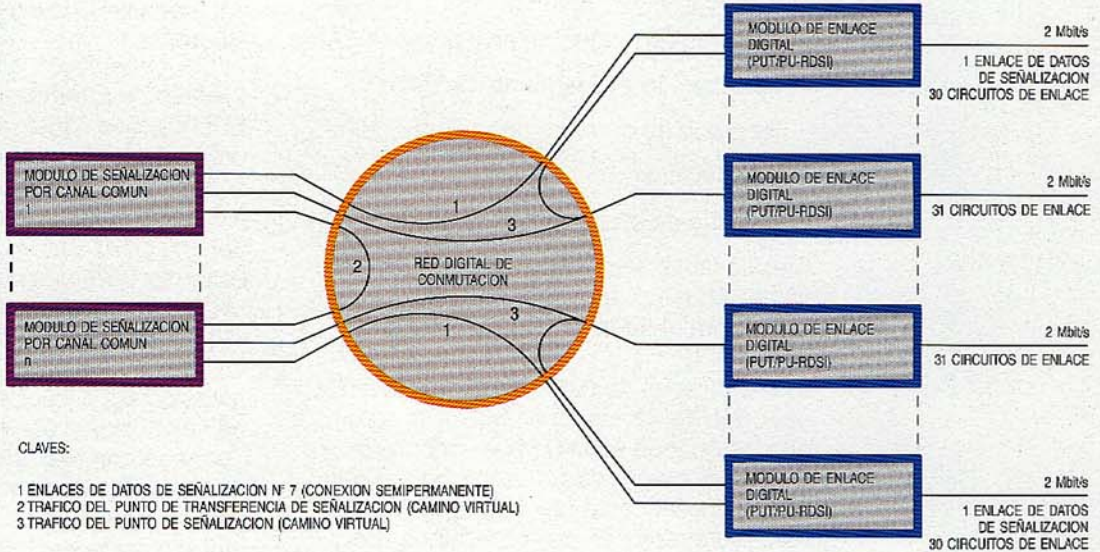 MODULO DE ENLACE
DIGITAL
(PUT/PU-RDSI)
2 Mbit/s
1 ENLACE DE DATOS
DE SEÑALIZACION
30 CIRCUITOS DE ENLACE
MODULO DE SEÑALIZACION
POR CANAL COMUN
1
MODULO DE ENLACE
DIGITAL
(PUT/PU-RDSI)
2 Mbit/s
31 CIRCUITOS DE ENLACE
1
3
2
RED DIGITAL DE
CONMUTACION
3
1
MODULO DE SEÑALIZACION
POR CANAL COMUN
n
MODULO DE ENLACE
DIGITAL
(PUT/PU-RDSI)
2 Mbit/s
31 CIRCUITOS DE ENLACE
MODULO DE ENLACE
DIGITAL
(PUT/PU-RDSI)
2 Mbit/s
1 ENLACE DE DATOS
DE SEÑALIZACION
30 CIRCUITOS DE ENLACE
CLAVES:
1 ENLACES DE DATOS DE SEÑALIZACION Nº 7 (CONEXION SEMIPERMANENTE)
2 TRAFICO DEL PUNTO DE TRANSFERENCIA DE SEÑALIZACION (CAMINO VIRTUAL)
3 TRAFICO DEL PUNTO DE SEÑALIZACION (CAMINO VIRTUAL)